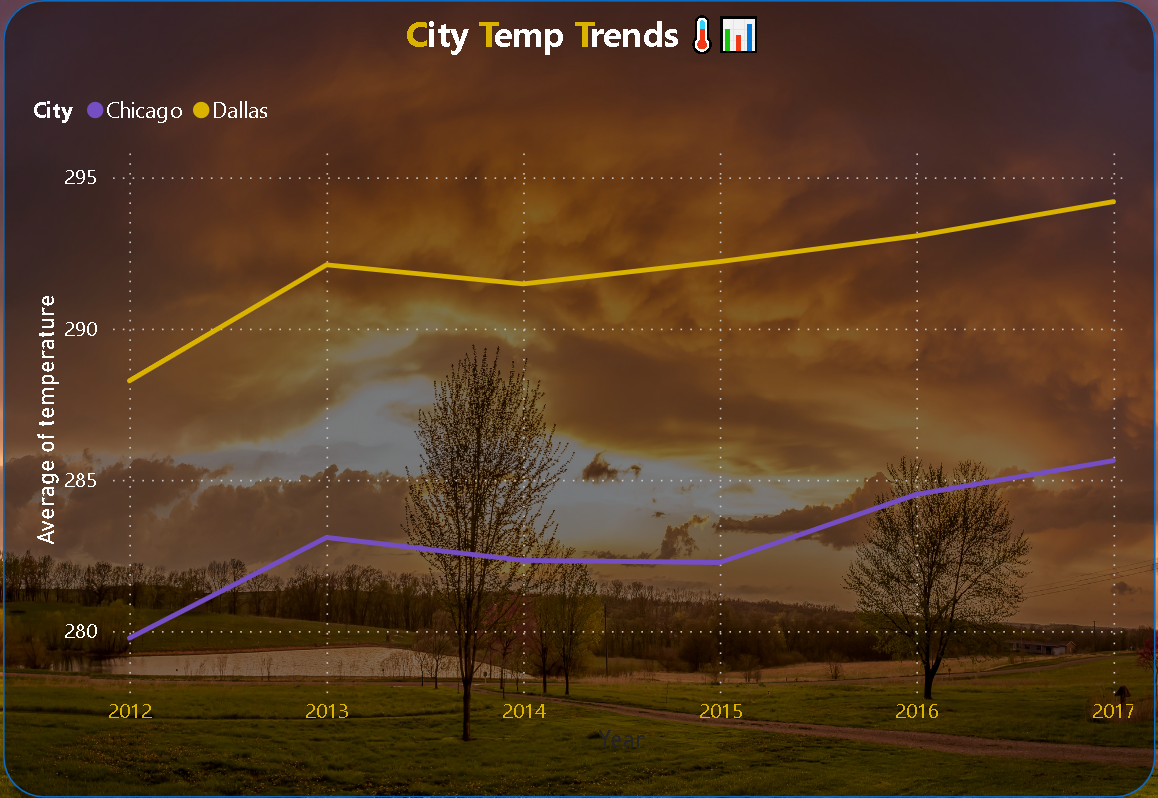 City Temp Trends
City Chicago Dallas
295
290
285
280
Average of temperature
2012 2013 2014 2015 2016 2017
Year